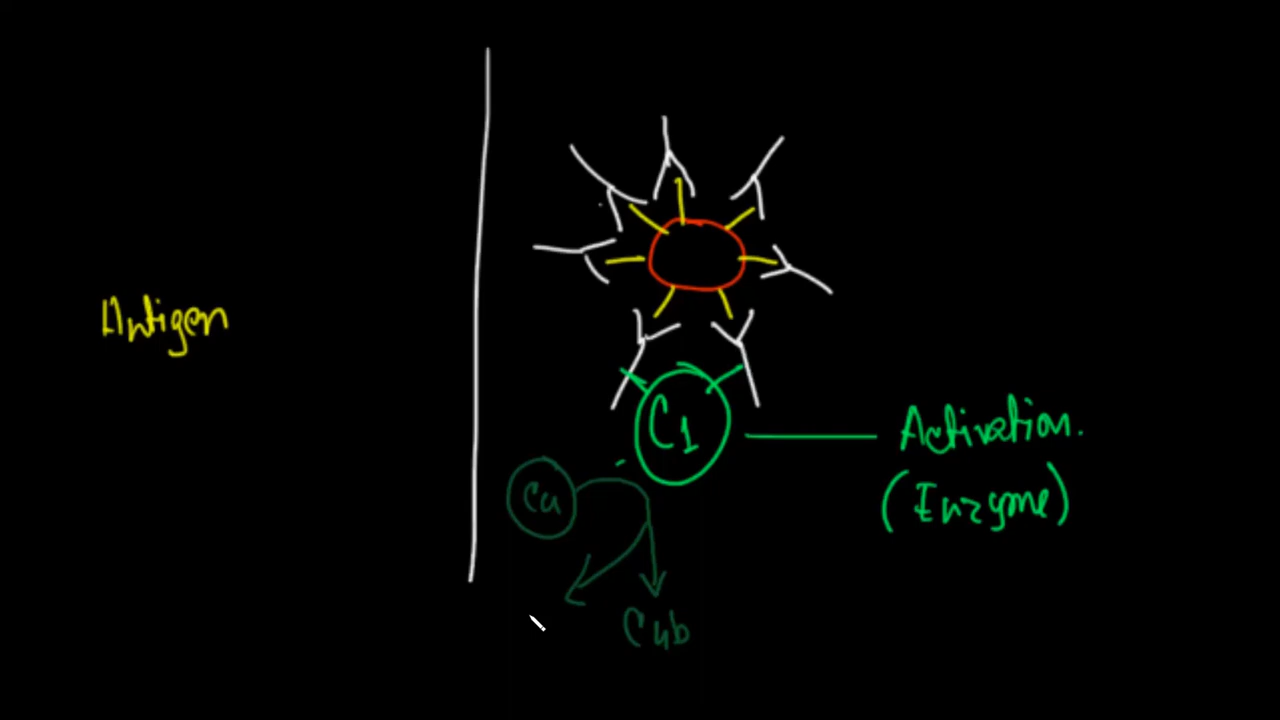 Antigen
C1
Activation.
(Enzyme)
C4
C4b